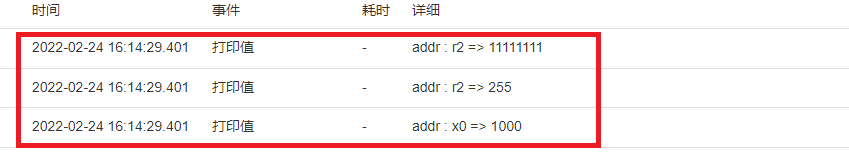 时间 事件 耗时 详细
2022-02-24 16:14:29.401 打印值 - addr : r2 => 11111111
2022-02-24 16:14:29.401 打印值 - addr : r2 => 255
2022-02-24 16:14:29.401 打印值 - addr : x0 => 1000